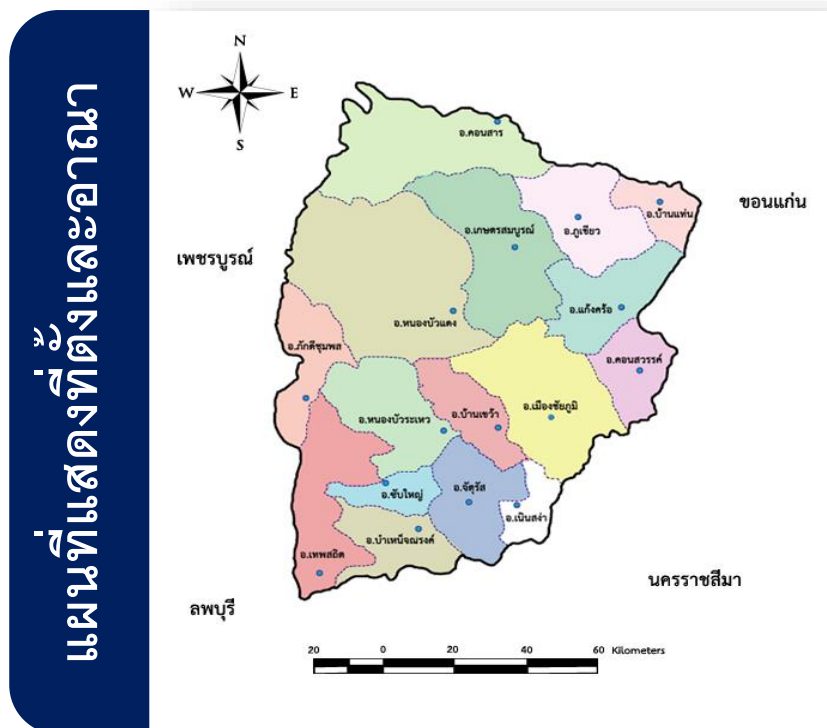 แผนที่แสดงที่ตั้งและอาณา
N
W E
S
อ.คอนสาร
ขอนแก่น
อ.บ้านแท่น
อ.เกษตรสมบูรณ์
อ.ภูเขียว
เพชรบูรณ์
อ.แก้งคร้อ
อ.หนองบัวแดง
อ.ภักดีชุมพล
อ.คอนสวรรค์
อ.หนองบัวระเหว
อ.บ้านเขว้า
อ.เมืองชัยภูมิ
อ.ซับใหญ่
อ.จัตุรัส
อ.เนินสง่า
อ.บำเหน็จณรงค์
อ.เทพสถิต
นครราชสีมา
ลพบุรี
20 0 20 40 60 Kilometers